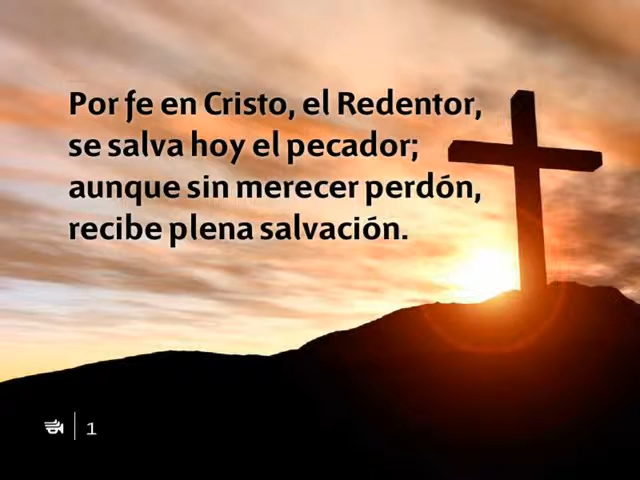 Por fe en Cristo, el Redentor,
se salva hoy el pecador;
aunque sin merecer perdón,
recibe plena salvación.
1